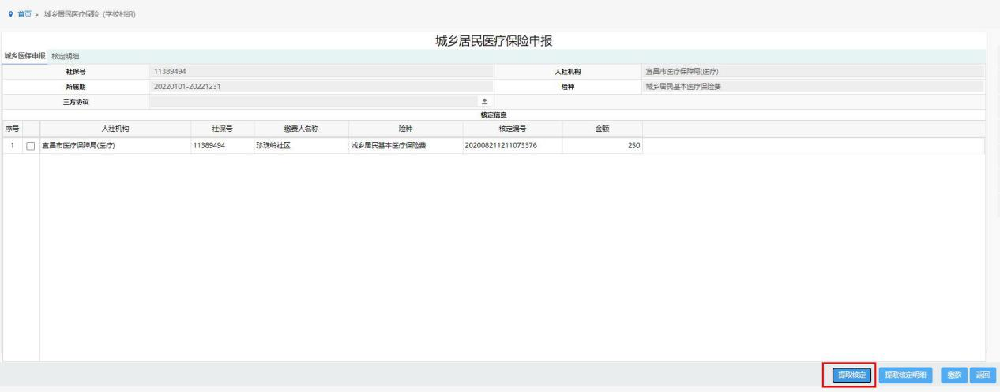 首页 > 城乡居民医疗保险 (学校村组)
城乡居民医疗保险申报
城乡医保申报 核定明细
社保号 11389494 人社机构 宜昌市医疗保障局(医疗)
所属期 20220101-20221231 险种 城乡居民基本医疗保险费
三方协议
核定信息
序号 人社机构 社保号 缴费人名称 险种 核定编号 金额
1 宜昌市医疗保障局(医疗) 11389494 珍珠岭社区 城乡居民基本医疗保险费 202008211211073376 250
提取核定 提取核定明细 缴款 返回